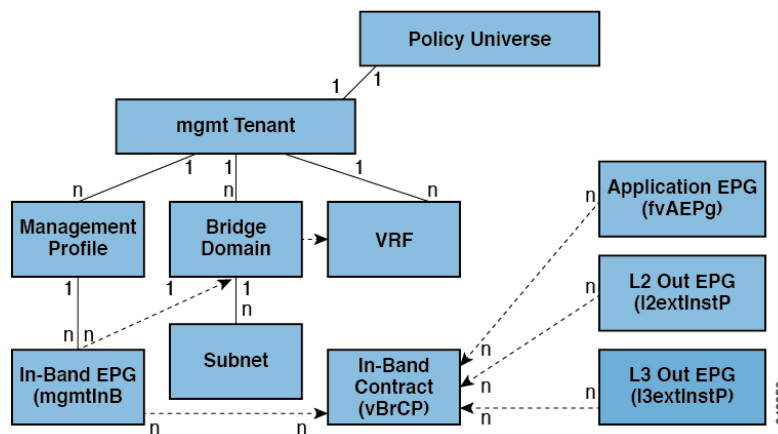 Policy Universe
1
1
mgmt Tenant
1
1
1
n
n
n
Management
Profile
Bridge
Domain
VRF
n
Application EPG
(fvAEPg)
1
1
1
n
n
L2 Out EPG
(l2extInstP
n
n
n
Subnet
In-Band EPG
(mgmtInB
In-Band
Contract
(vBrCP)
n
n
n
L3 Out EPG
(l3extInstP)
n
n
n